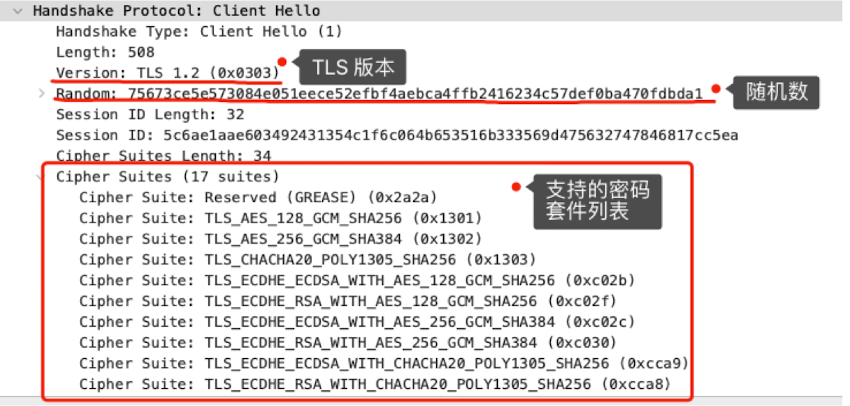 Handshake Protocol: Client Hello
Handshake Type: Client Hello (1)
Length: 508
Version: TLS 1.2 (0x0303)
TLS 版本
Random: 75673ce5e573084e051eece52efbf4aebca4ffb2416234c57def0ba470fdbda1
随机数
Session ID Length: 32
Session ID: 5c6ae1aae603492431354c1f6c064b653516b333569d475632747846817cc5ea
Cipher Suites Length: 34
Cipher Suites (17 suites)
支持的密码
套件列表
Cipher Suite: Reserved (GREASE) (0x2a2a)
Cipher Suite: TLS_AES_128_GCM_SHA256 (0x1301)
Cipher Suite: TLS_AES_256_GCM_SHA384 (0x1302)
Cipher Suite: TLS_CHACHA20_POLY1305_SHA256 (0x1303)
Cipher Suite: TLS_ECDHE_ECDSA_WITH_AES_128_GCM_SHA256 (0xc02b)
Cipher Suite: TLS_ECDHE_RSA_WITH_AES_128_GCM_SHA256 (0xc02f)
Cipher Suite: TLS_ECDHE_ECDSA_WITH_AES_256_GCM_SHA384 (0xc02c)
Cipher Suite: TLS_ECDHE_RSA_WITH_AES_256_GCM_SHA384 (0xc030)
Cipher Suite: TLS_ECDHE_ECDSA_WITH_CHACHA20_POLY1305_SHA256 (0xcca9)
Cipher Suite: TLS_ECDHE_RSA_WITH_CHACHA20_POLY1305_SHA256 (0xcca8)